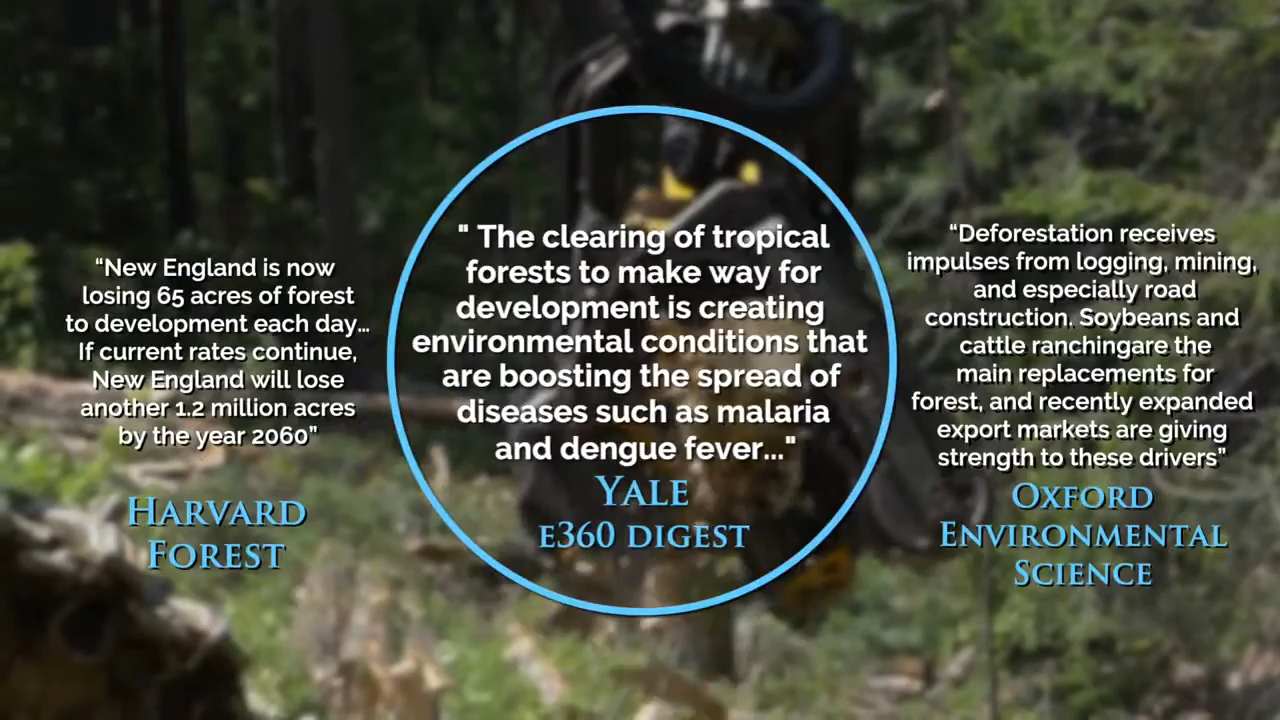 “New England is now
losing 65 acres of forest
to development each day...
If current rates continue,
New England will lose
another 1.2 million acres
by the year 2060”
HARVARD
FOREST
" The clearing of tropical
forests to make way for
development is creating
environmental conditions that
are boosting the spread of
diseases such as malaria
and dengue fever..."
YALE
E360 DIGEST
“Deforestation receives
impulses from logging, mining,
and especially road
construction. Soybeans and
cattle ranchingare the
main replacements for
forest, and recently expanded
export markets are giving
strength to these drivers”
OXFORD
ENVIRONMENTAL
SCIENCE